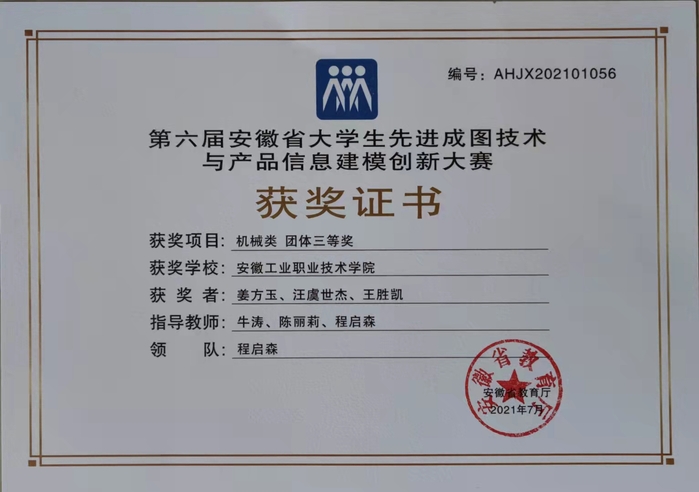 编号：AHJX202101056
第六届安徽省大学生先进成图技术
与产品信息建模创新大赛
获奖证书
获奖项目：机械类 团体三等奖
获奖学校：安徽工业职业技术学院
获 奖 者：姜方玉、汪虞世杰、王胜凯
指导教师：牛涛、陈丽莉、程启森
领 队：程启森
安徽省教育厅
安徽省教育厅
2021年7月